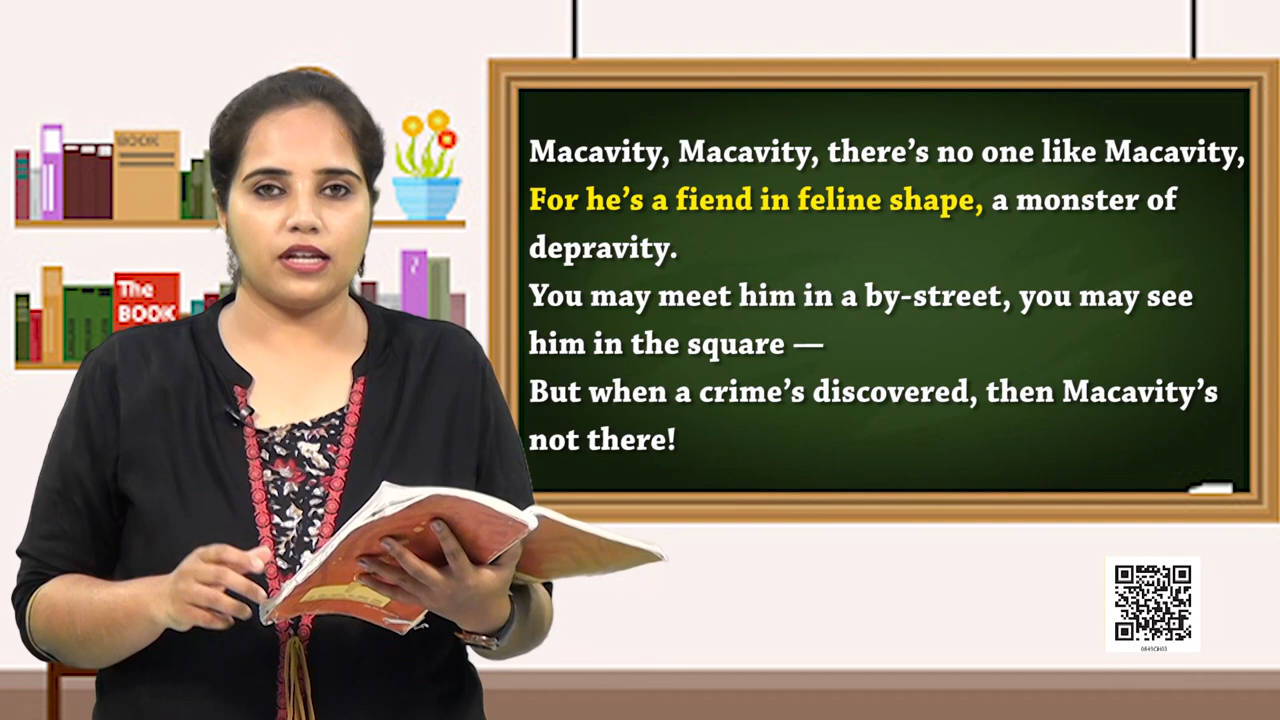 Macavity, Macavity, there's no one like Macavity,
For he's a fiend in feline shape, a monster of
depravity.
You may meet him in a by-street, you may see
him in the square —
But when a crime's discovered, then Macavity's
not there!
BOOK
The
BOOK